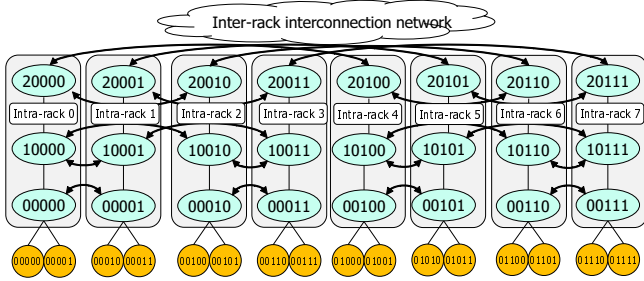 Inter-rack interconnection network
20000 20001 20010 20011 20100 20101 20110 20111
Intra-rack 0 Intra-rack 1 Intra-rack 2 Intra-rack 3 Intra-rack 4 Intra-rack 5 Intra-rack 6 Intra-rack 7
10000 10001 10010 10011 10100 10101 10110 10111
00000 00001 00010 00011 00100 00101 00110 00111
00000 00001 00010 00011 00100 00101 00110 00111 01000 01001 01010 01011 01100 01101 01110 01111